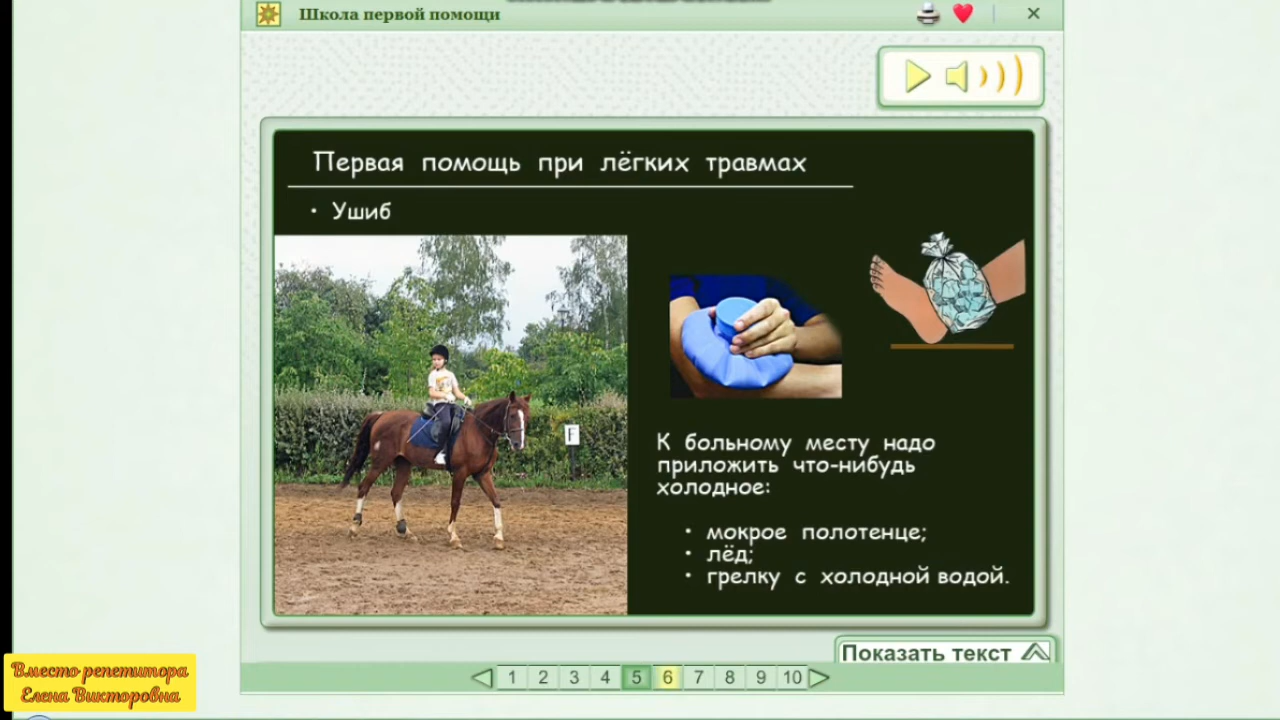 Школа первой помощи
Первая помощь при лёгких травмах
• Ушиб
F
К больному месту надо
приложить что-нибудь
холодное:
• мокрое полотенце;
• лёд;
• грелку с холодной водой.
Показать текст
1 2 3 4 5 6 7 8 9 10
Вместо репетитора
Елена Викторовна